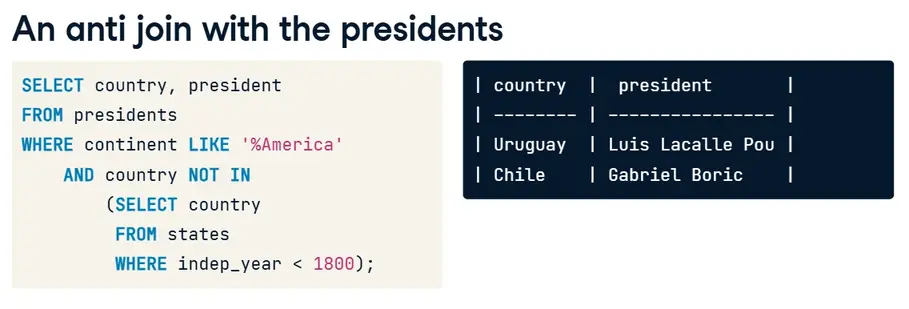 An anti join with the presidents
SELECT country, president
FROM presidents
WHERE continent LIKE '%America'
    AND country NOT IN
        (SELECT country
         FROM states
         WHERE indep_year < 1800);
| country  |  president       |
| -------- | ---------------- |
| Uruguay  | Luis Lacalle Pou |
| Chile    | Gabriel Boric    |